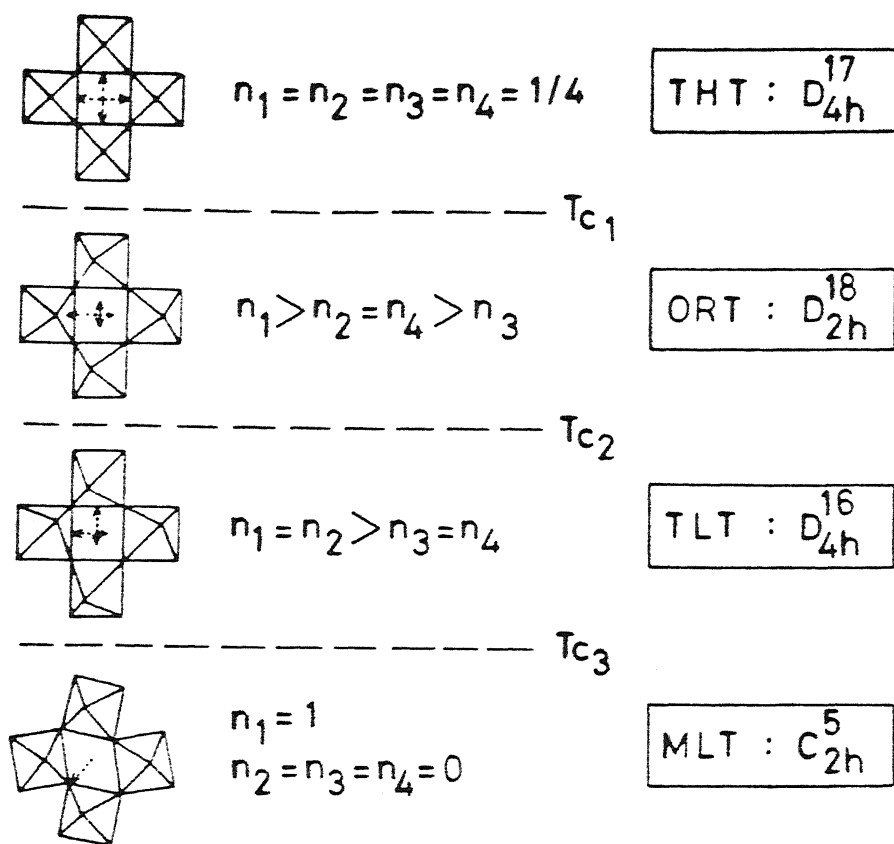 n₁ = n₂ = n₃ = n₄ = 1/4
THT : D₄ₕ¹⁷
Tc₁
n₁ > n₂ = n₄ > n₃
ORT : D₂ₕ¹⁸
Tc₂
n₁ = n₂ > n₃ = n₄
TLT : D₄ₕ¹⁶
Tc₃
n₁ = 1
n₂ = n₃ = n₄ = 0
MLT : C₂ₕ⁵